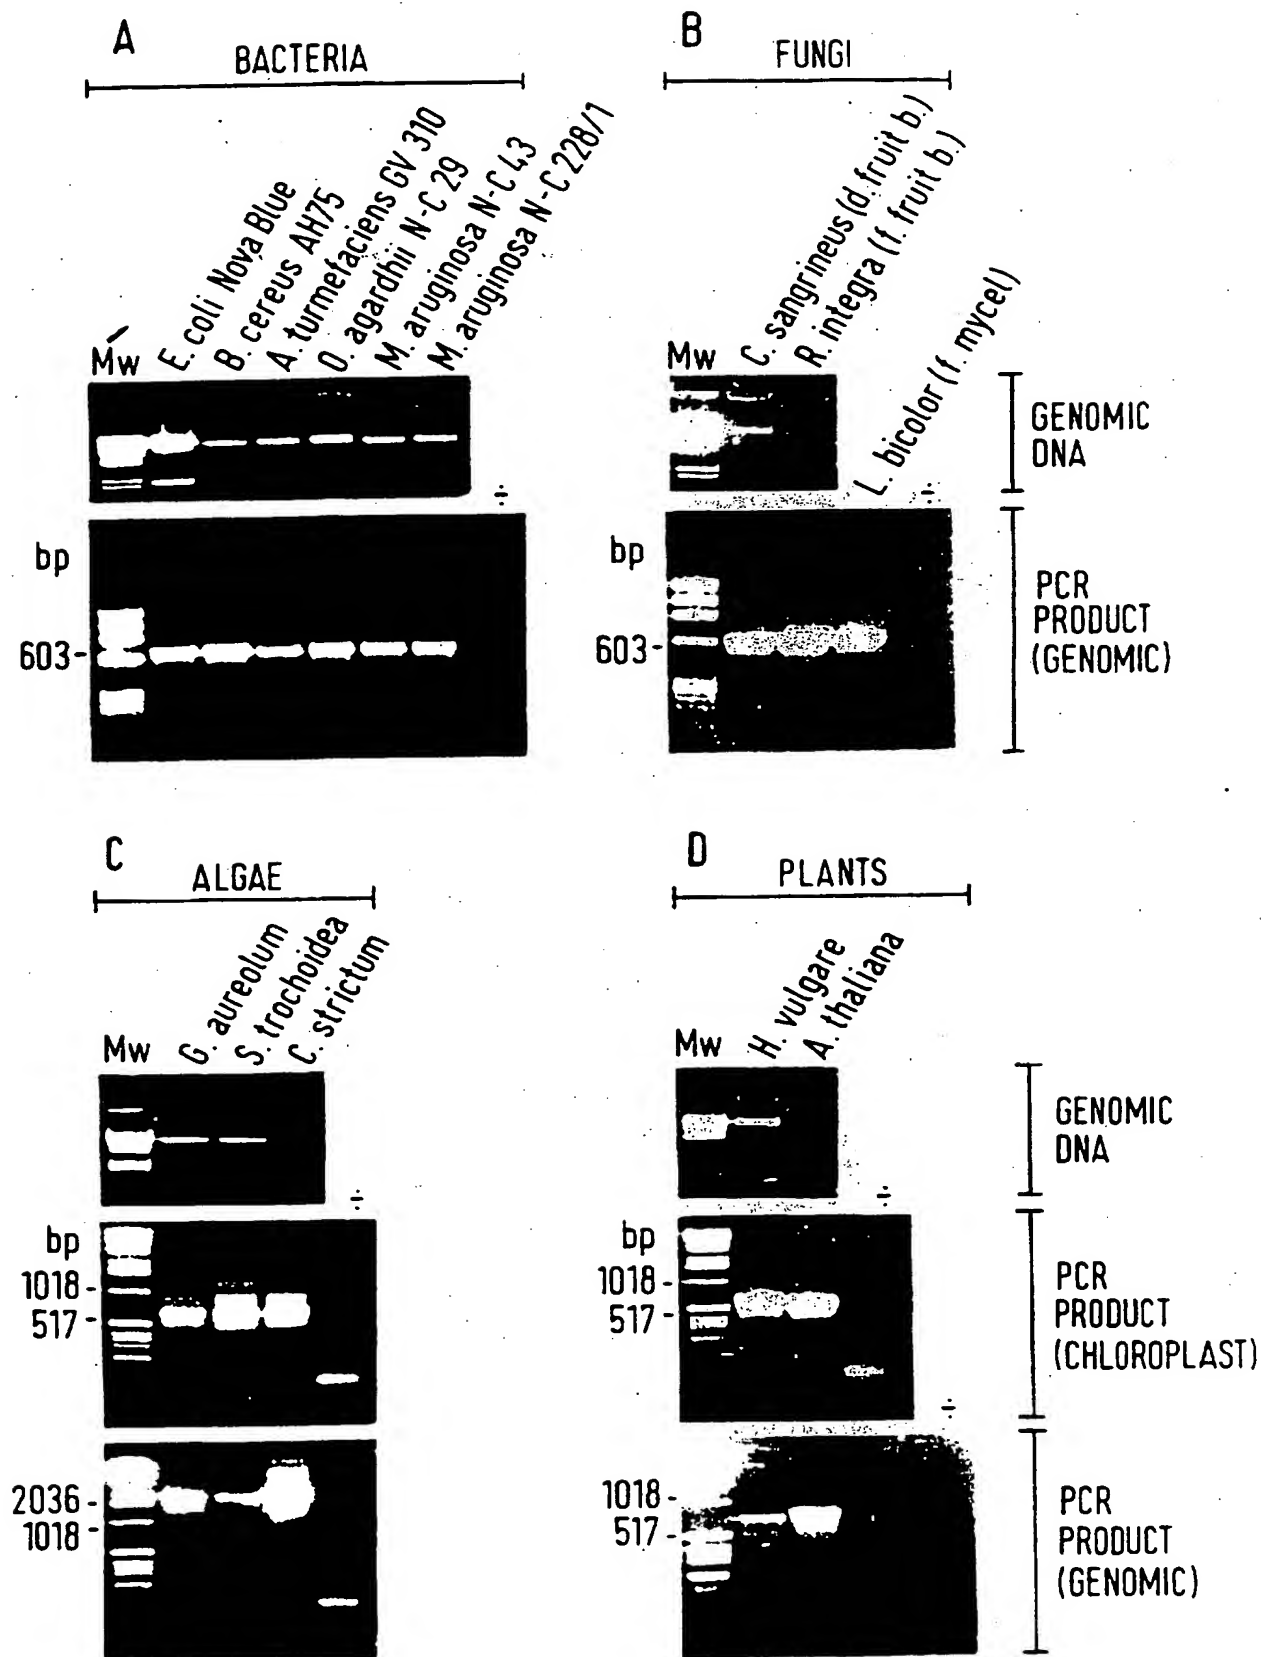 A
BACTERIA
Mw
E. coli Nova Blue
B. cereus AH75
A. turmefaciens GV 310
O. agardhii N-C 29
M. aruginosa N-C 43
M. aruginosa N-C 228/1
÷
bp
603-
B
FUNGI
Mw
C. sangrineus (d. fruit b.)
R. integra (f. fruit b.)
L. bicolor (f. mycel)
÷
bp
603-
GENOMIC
DNA
PCR
PRODUCT
(GENOMIC)
C
ALGAE
Mw
G. aureolum
S. trochoidea
C. strictum
÷
bp
1018-
517-
2036-
1018-
D
PLANTS
Mw
H. vulgare
A. thaliana
÷
bp
1018-
517-
÷
1018-
517-
GENOMIC
DNA
PCR
PRODUCT
(CHLOROPLAST)
PCR
PRODUCT
(GENOMIC)